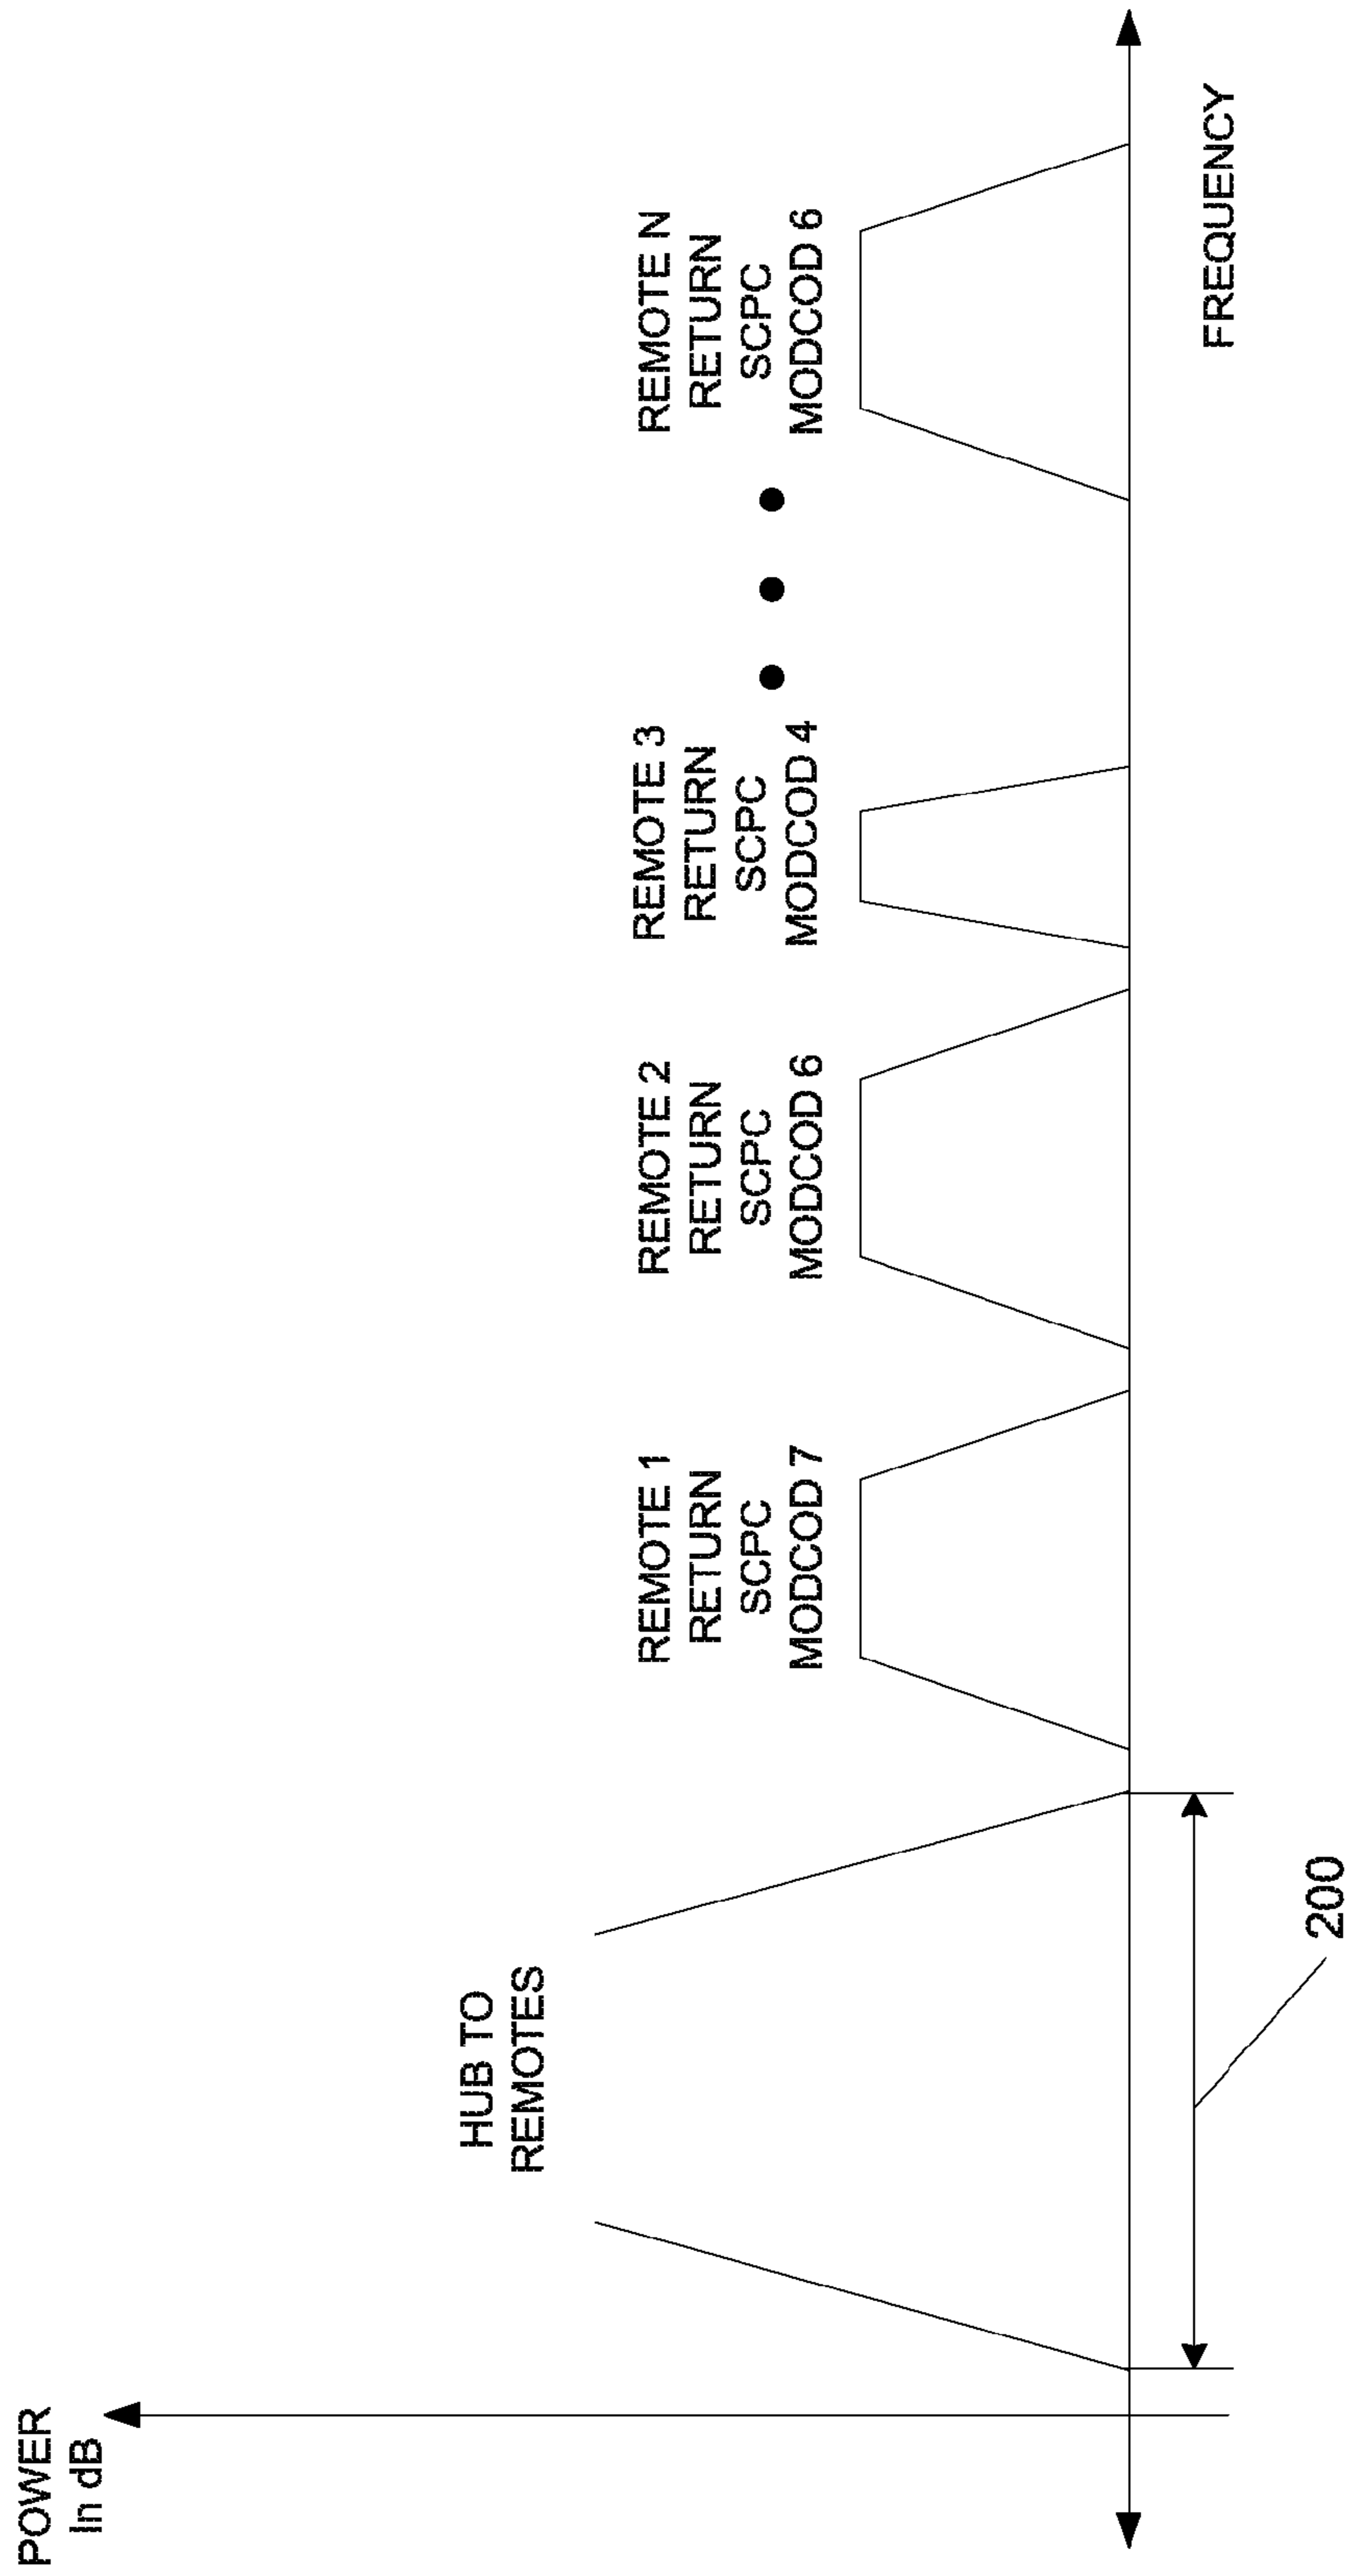 POWER
In dB
HUB TO
REMOTES
200
REMOTE 1
RETURN
SCPC
MODCOD 7
REMOTE 2
RETURN
SCPC
MODCOD 6
REMOTE 3
RETURN
SCPC
MODCOD 4
REMOTE N
RETURN
SCPC
MODCOD 6
FREQUENCY